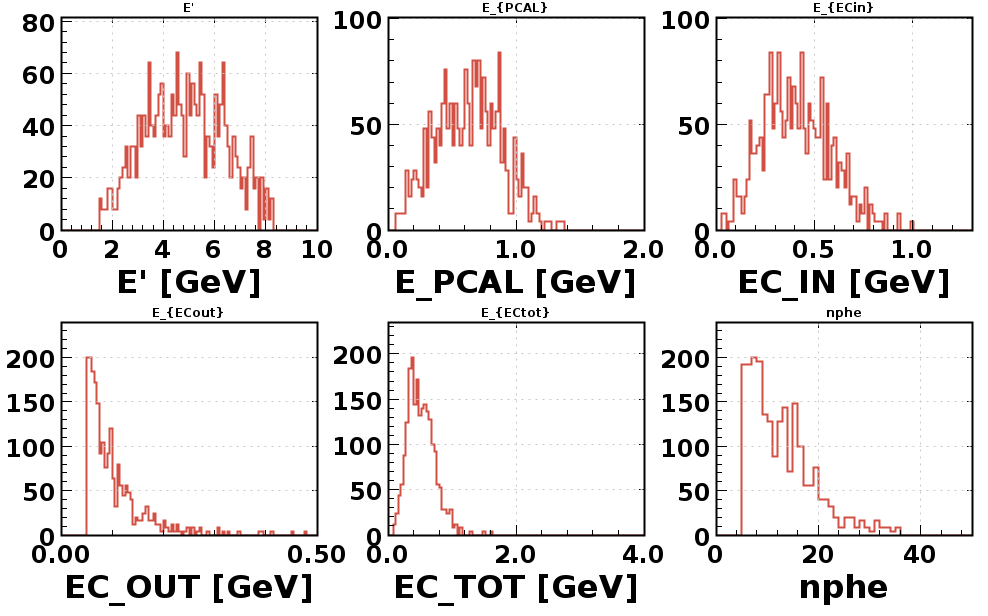 E'
80
60
40
20
0
0 2 4 6 8 10
E' [GeV]
E_{PCAL}
100
50
0
0.0 1.0 2.0
E_PCAL [GeV]
E_{ECin}
100
50
0
0.0 0.5 1.0
EC_IN [GeV]
E_{ECout}
200
150
100
50
0
0.00 0.50
EC_OUT [GeV]
E_{ECtot}
200
150
100
50
0
0.0 2.0 4.0
EC_TOT [GeV]
nphe
200
150
100
50
0
0 20 40
nphe